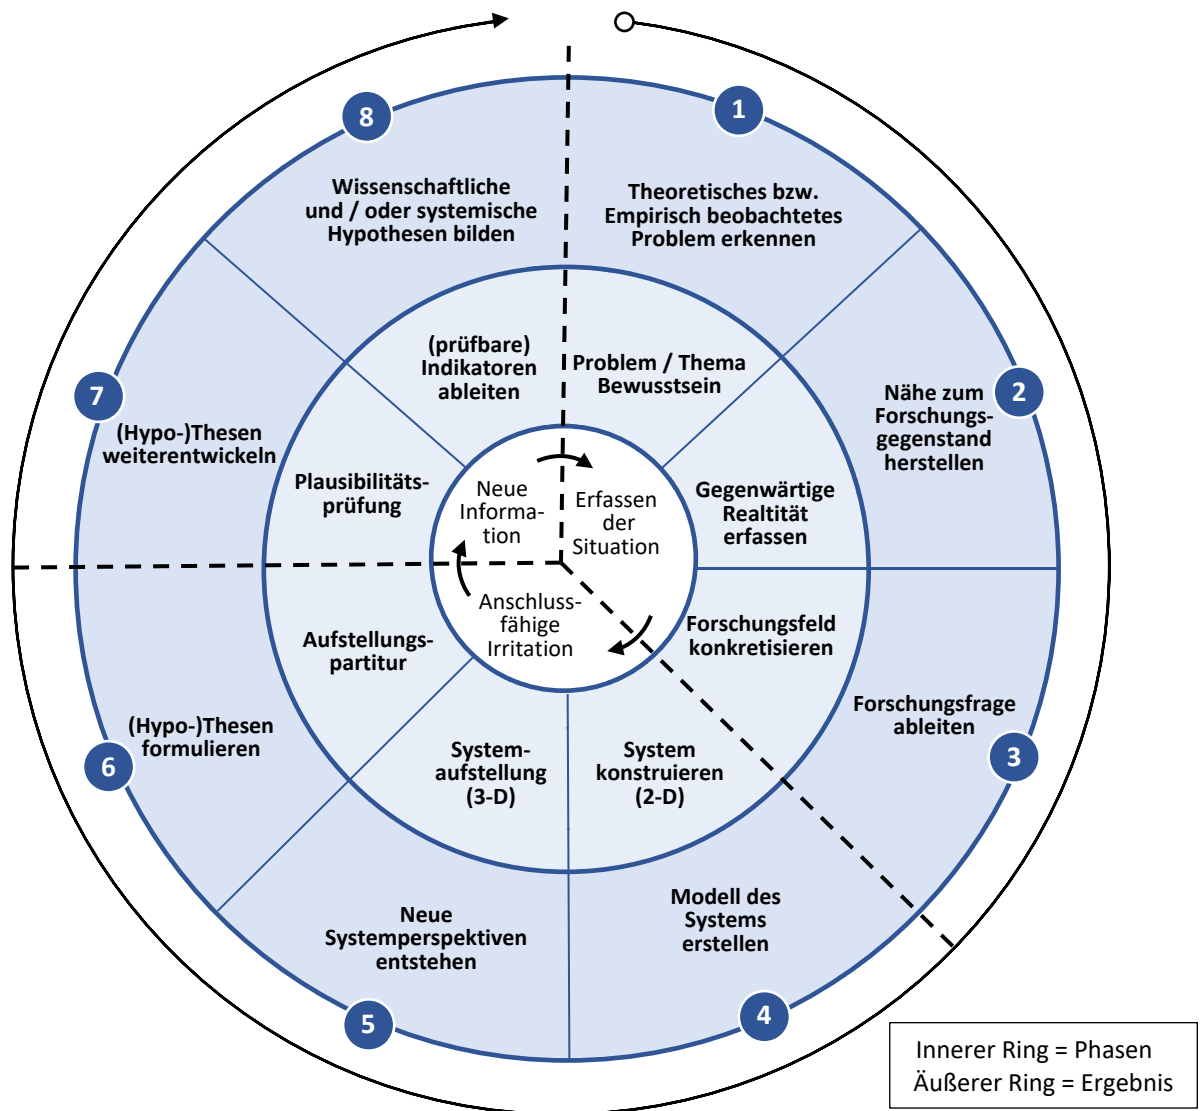 1
Theoretisches bzw.
Empirisch beobachtetes
Problem erkennen
2
Nähe zum
Forschungs-
gegenstand
herstellen
3
Forschungsfrage
ableiten
4
Modell des
Systems
erstellen
5
Neue
Systemperspektiven
entstehen
6
(Hypo-)Thesen
formulieren
7
(Hypo-)Thesen
weiterentwickeln
8
Wissenschaftliche
und / oder systemische
Hypothesen bilden
Problem / Thema
Bewusstsein
Gegenwärtige
Realtität
erfassen
Forschungsfeld
konkretisieren
System
konstruieren
(2-D)
System-
aufstellung
(3-D)
Aufstellungs-
partitur
Plausibilitäts-
prüfung
(prüfbare)
Indikatoren
ableiten
Erfassen
der
Situation
Anschluss-
fähige
Irritation
Neue
Informa-
tion
Innerer Ring = Phasen
Äußerer Ring = Ergebnis